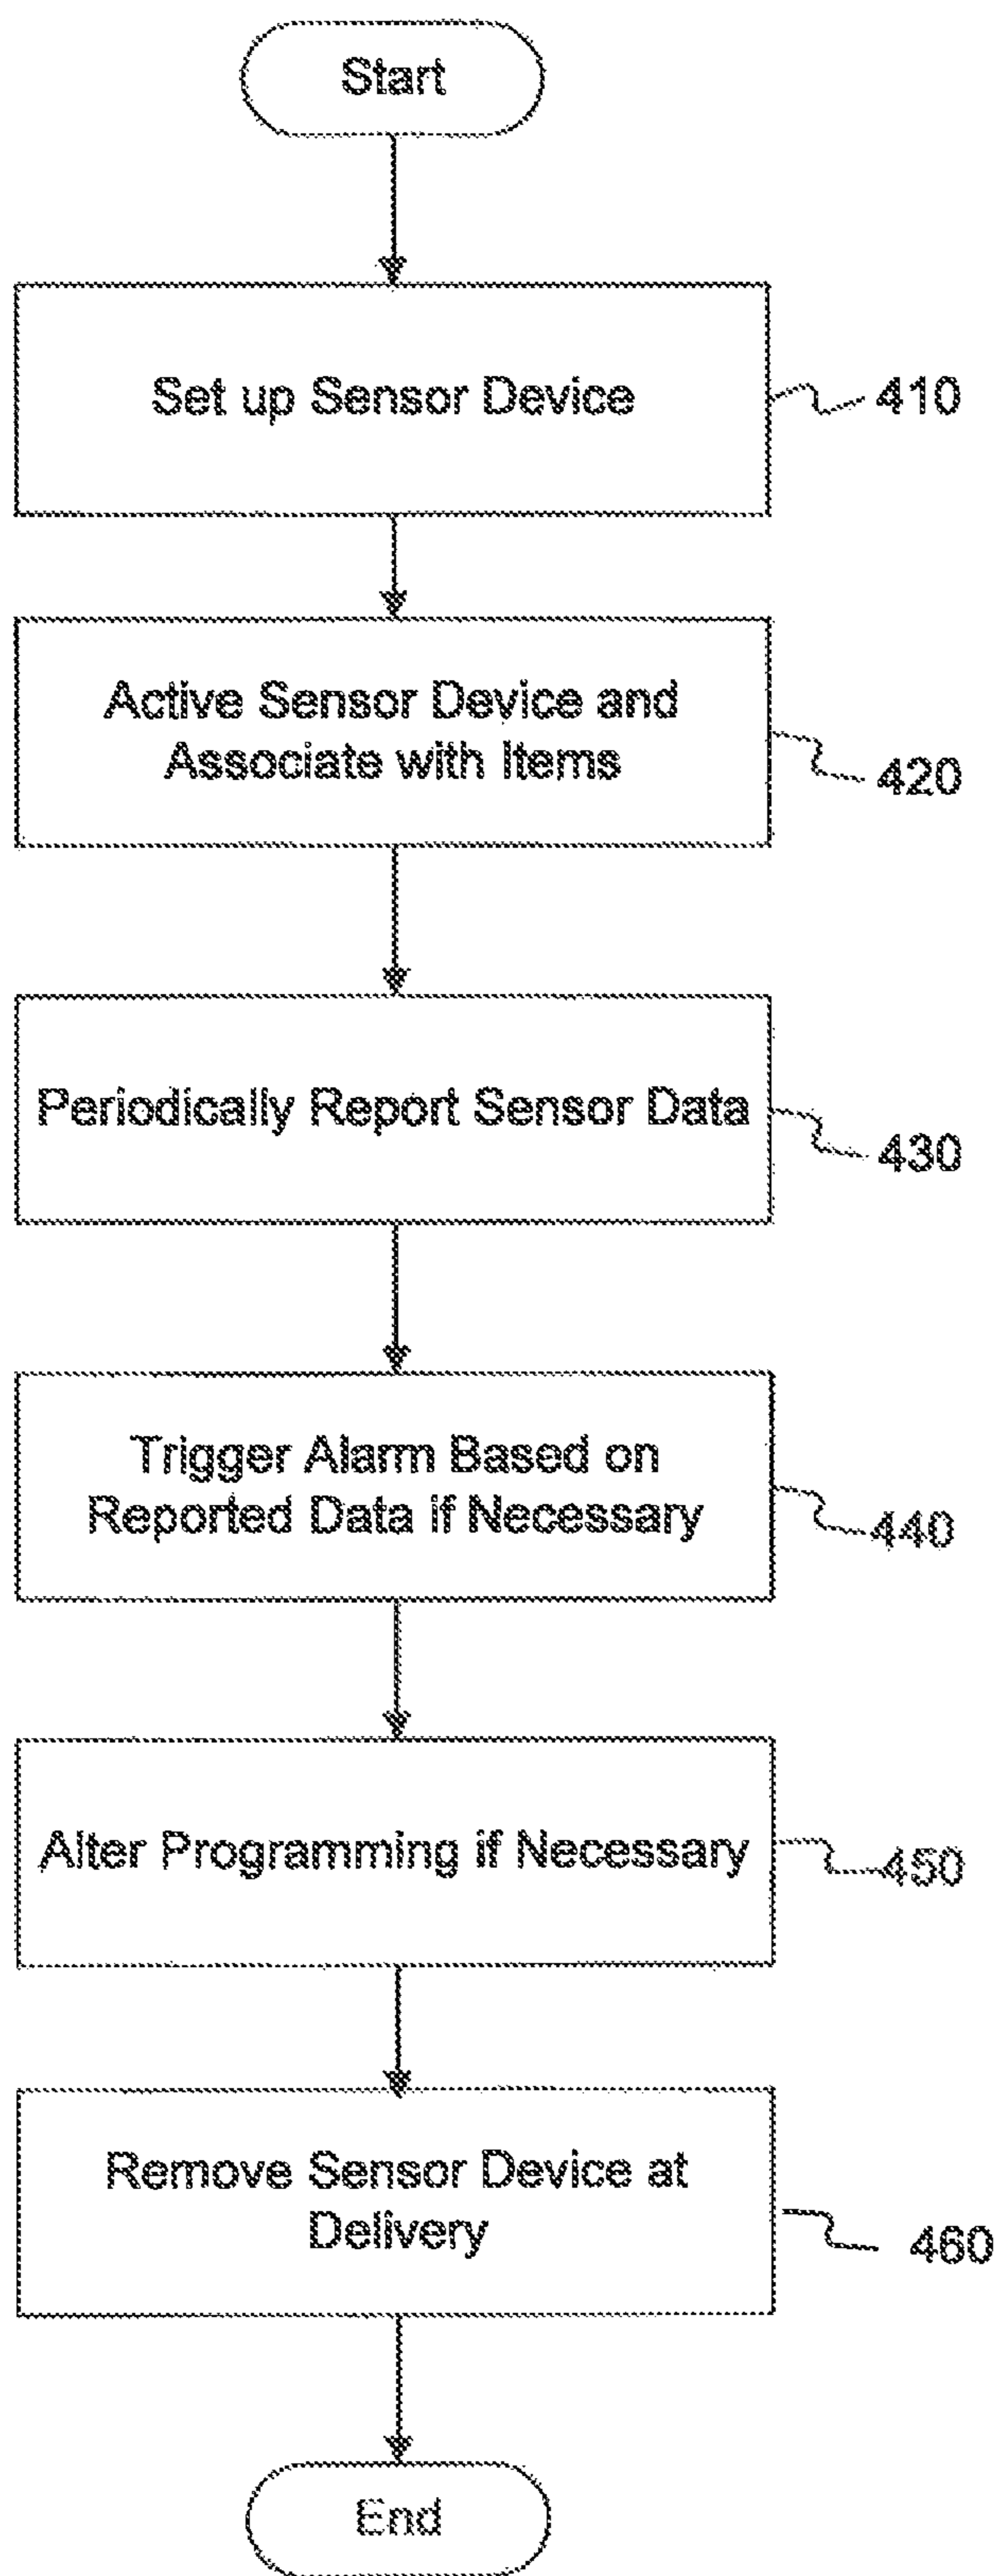 Start
Set up Sensor Device
410
Active Sensor Device and
Associate with Items
420
Periodically Report Sensor Data
430
Trigger Alarm Based on
Reported Data if Necessary
440
Alter Programming if Necessary
450
Remove Sensor Device at
Delivery
460
End